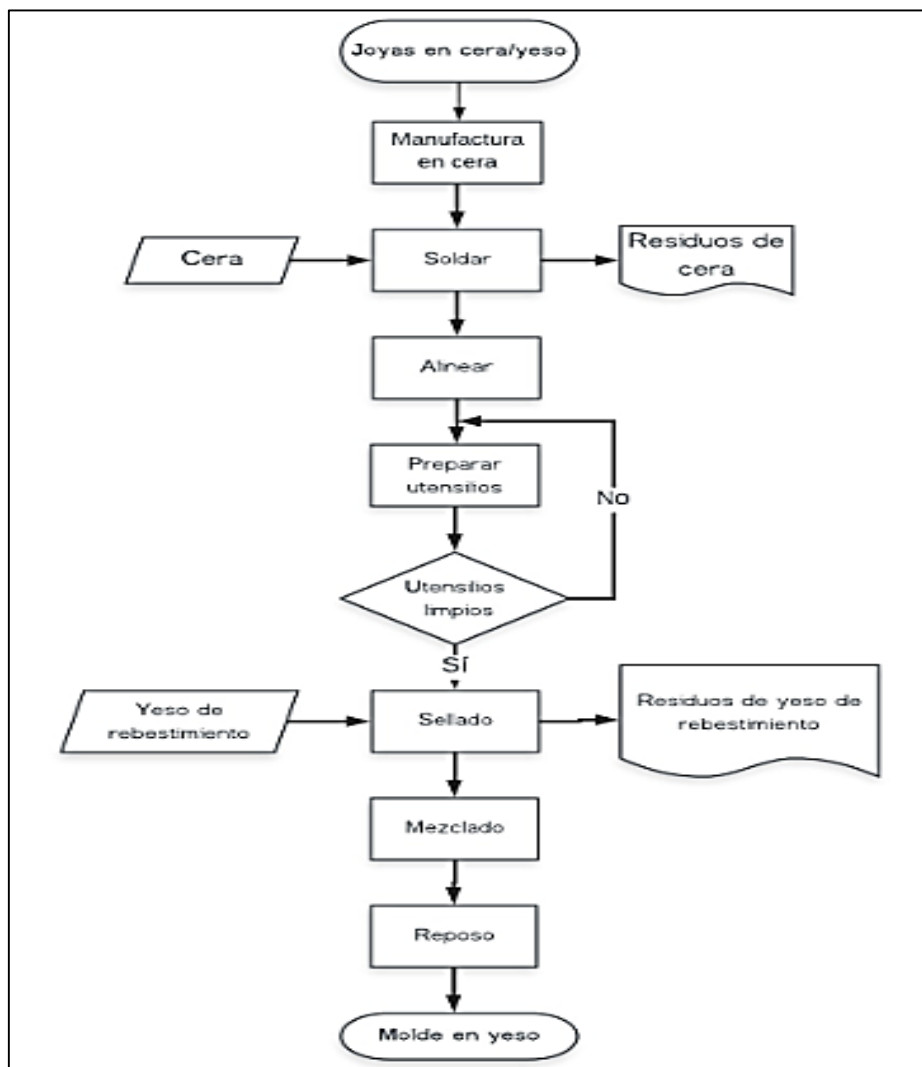 Joyas en cera/yeso
Manufactura
en cera
Cera
Soldar
Residuos de
cera
Alinear
Preparar
utensilios
No
Utensilios
limpios
Sí
Yeso de
rebestimiento
Sellado
Residuos de yeso de
rebestimiento
Mezclado
Reposo
Molde en yeso